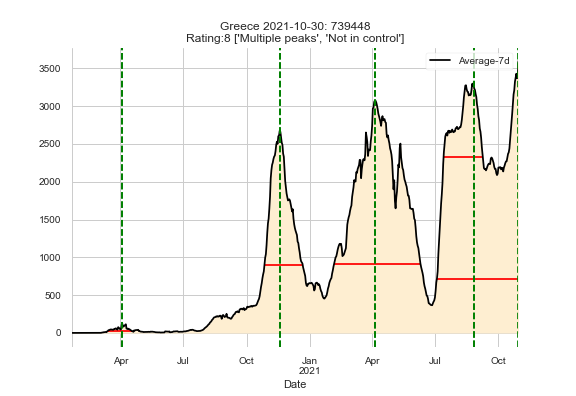 Greece 2021-10-30: 739448
Rating:8 ['Multiple peaks', 'Not in control']
Average-7d
3500
3000
2500
2000
1500
1000
500
0
Apr
Jul
Oct
Jan
2021
Apr
Jul
Oct
Date